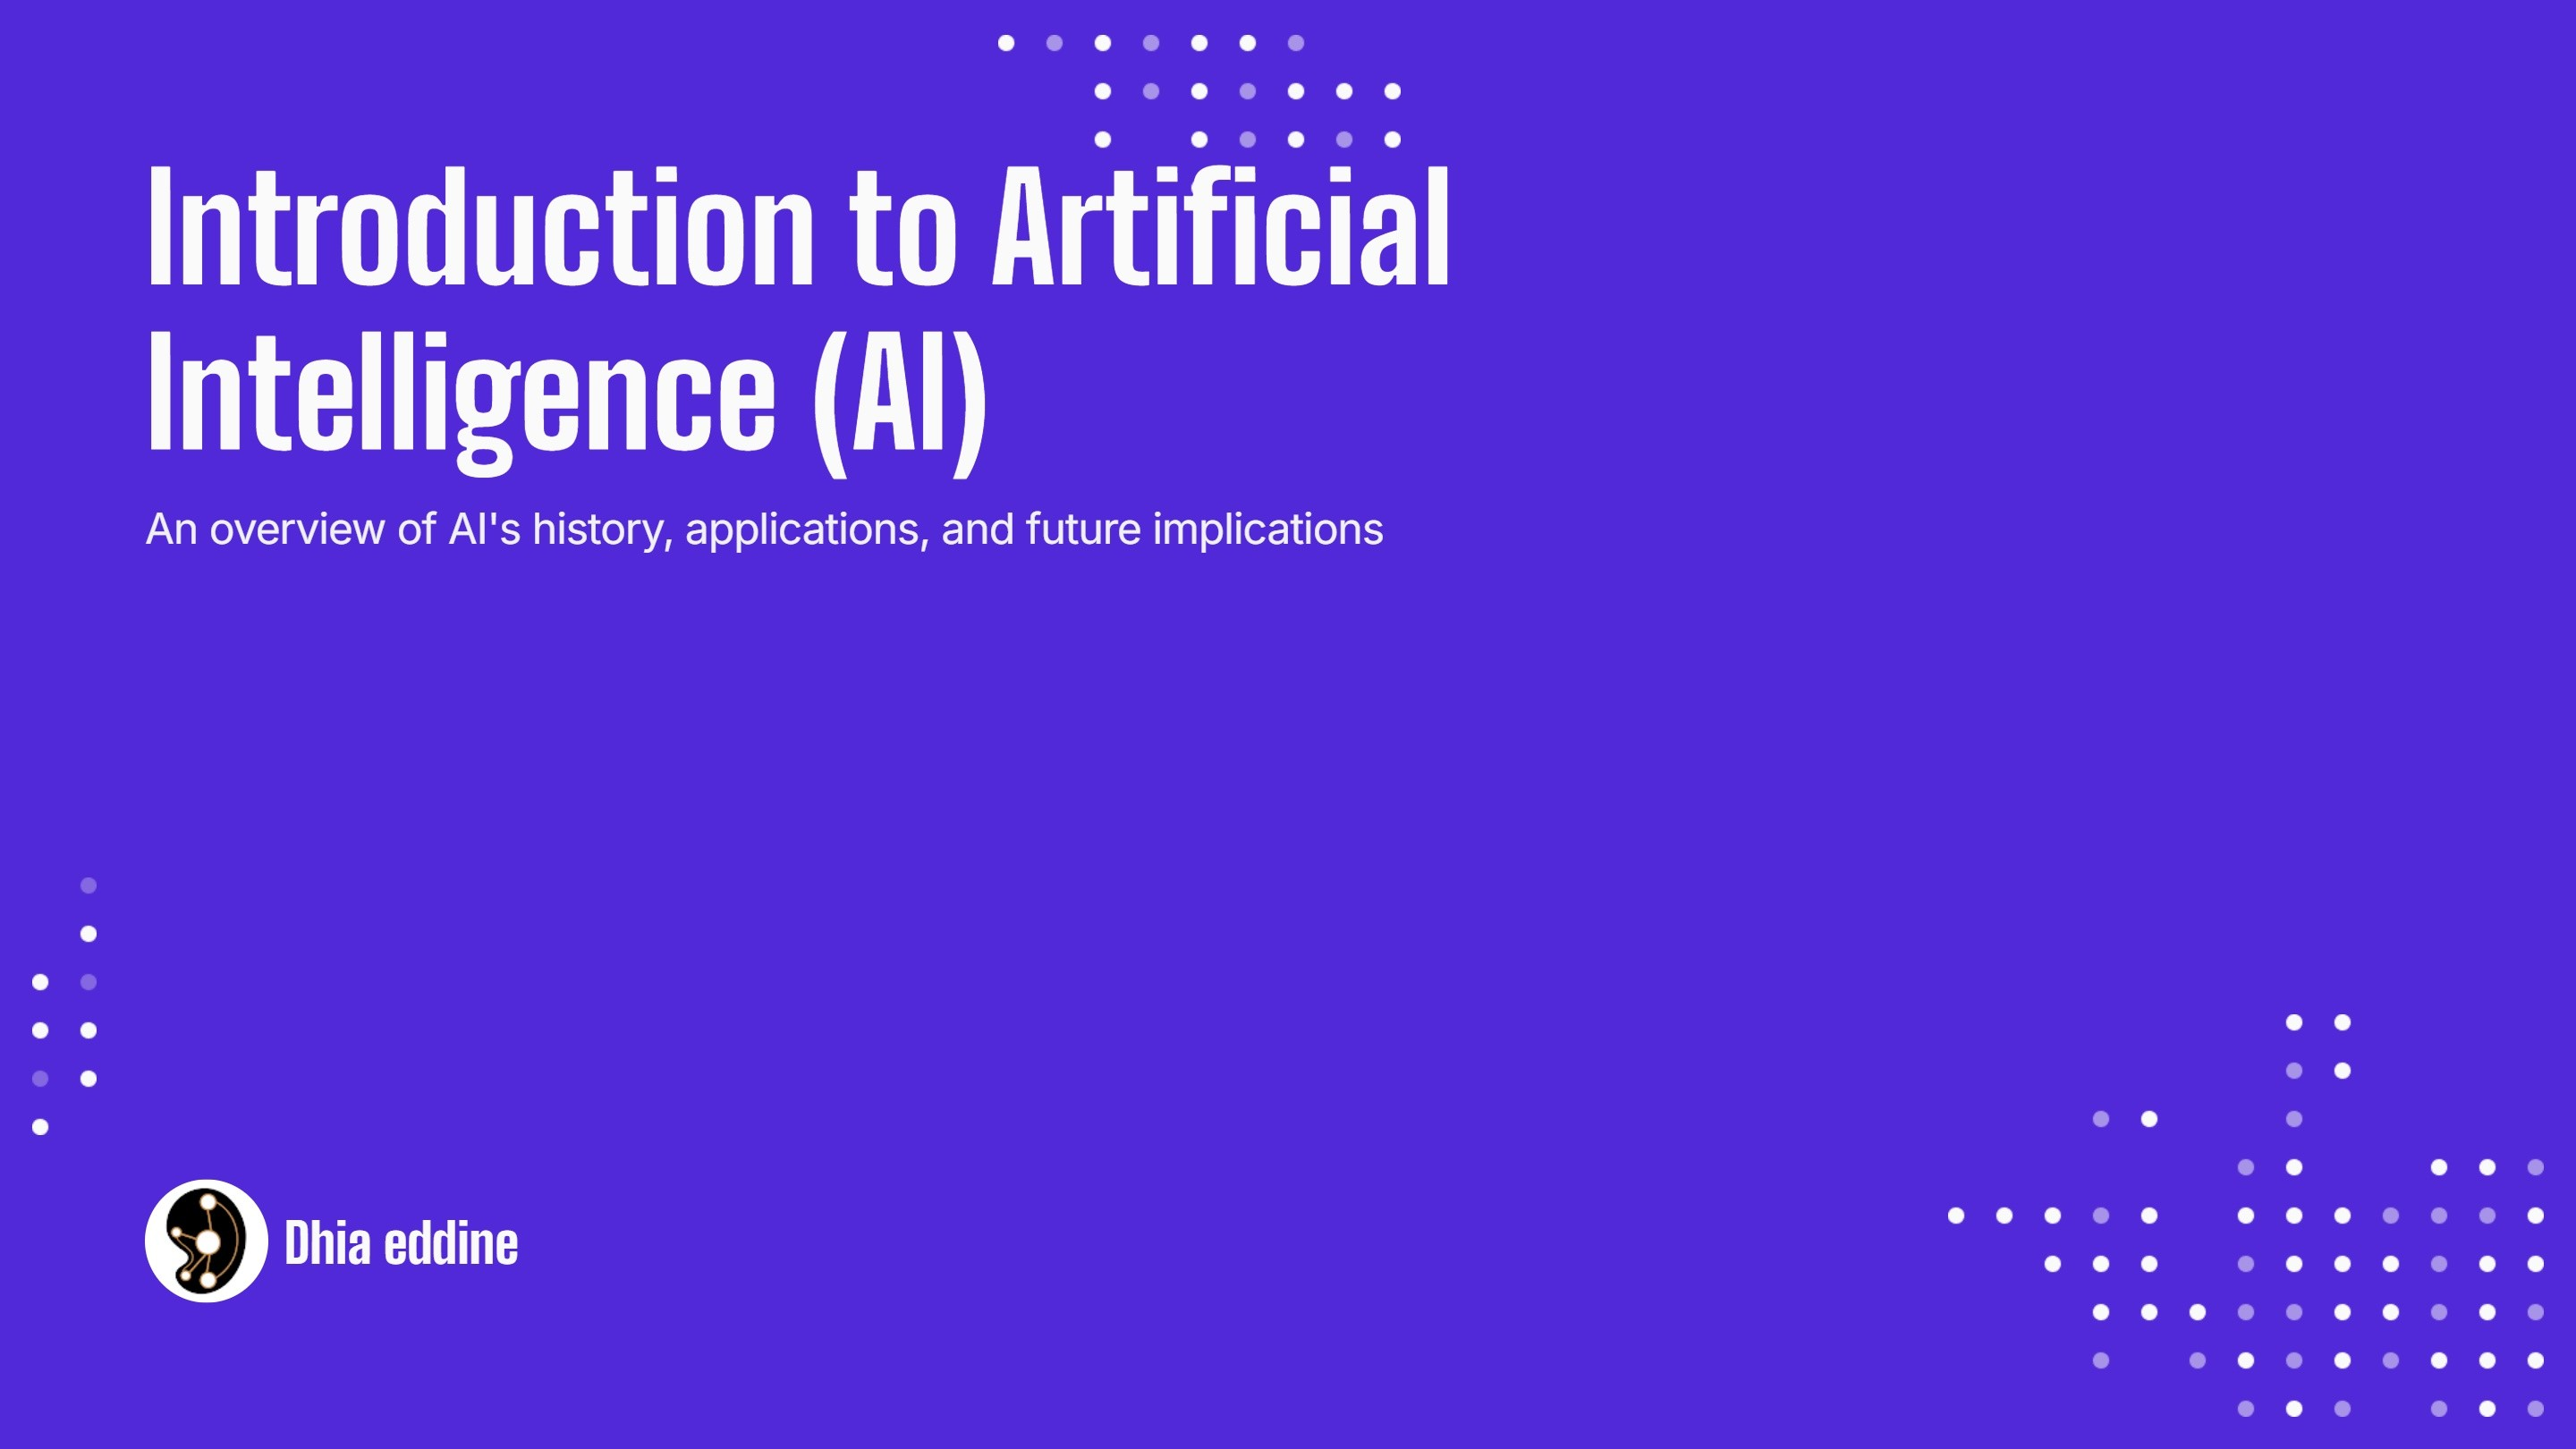 Introduction to Artificial
Intelligence (AI)
An overview of AI's history, applications, and future implications
Dhia eddine